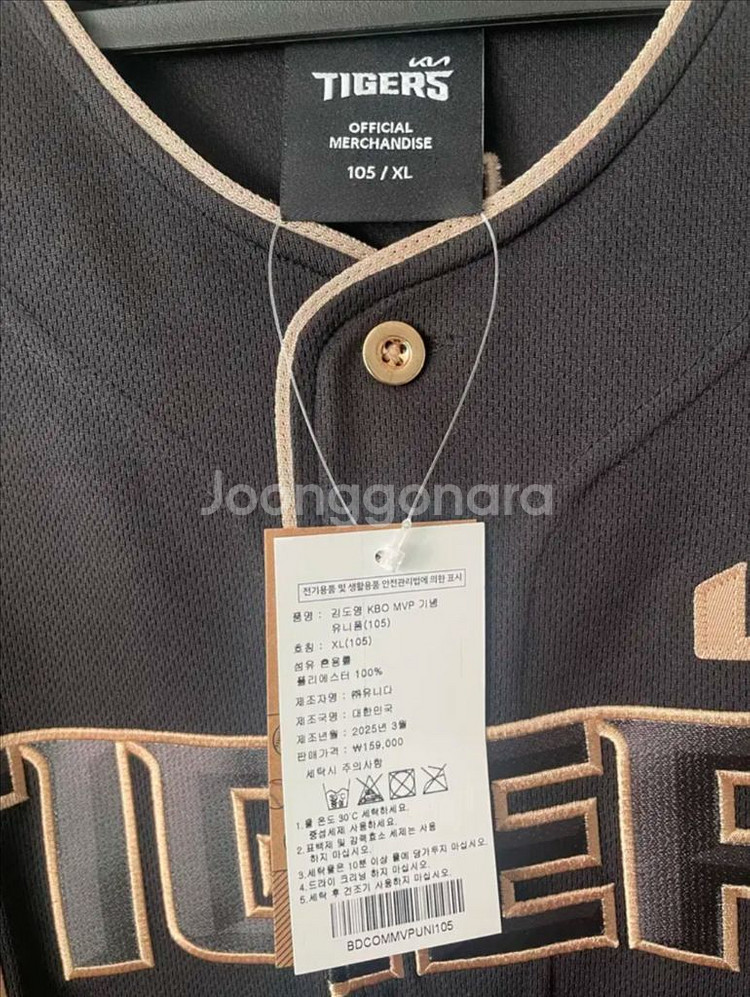 KIA
TIGERS
OFFICIAL
MERCHANDISE
105 / XL
Joonggonara
전기용품 및 생활용품 안전관리법에 의한 표시
품명 : 김도영 KBO MVP 기념
유니폼(105)
호칭 : XL(105)
섬유 혼용률
폴리에스터 100%
제조자명 : ㈜유니다
제조국명 : 대한민국
제조년월 : 2025년 3월
판매가격 : ₩159,000
세탁시 주의사항
1.물 온도 30℃ 세탁하세요.
중성세제 사용하세요.
2.표백제 및 강력효소 세제는 사용
하지 마십시오.
3.세탁물은 10분 이상 물에 담가두지 마십시오.
4.드라이 크리닝 하지 마십시오.
5.세탁 후 건조기 사용하지 마십시오.
BDCOMMVPUNI105
TIGER